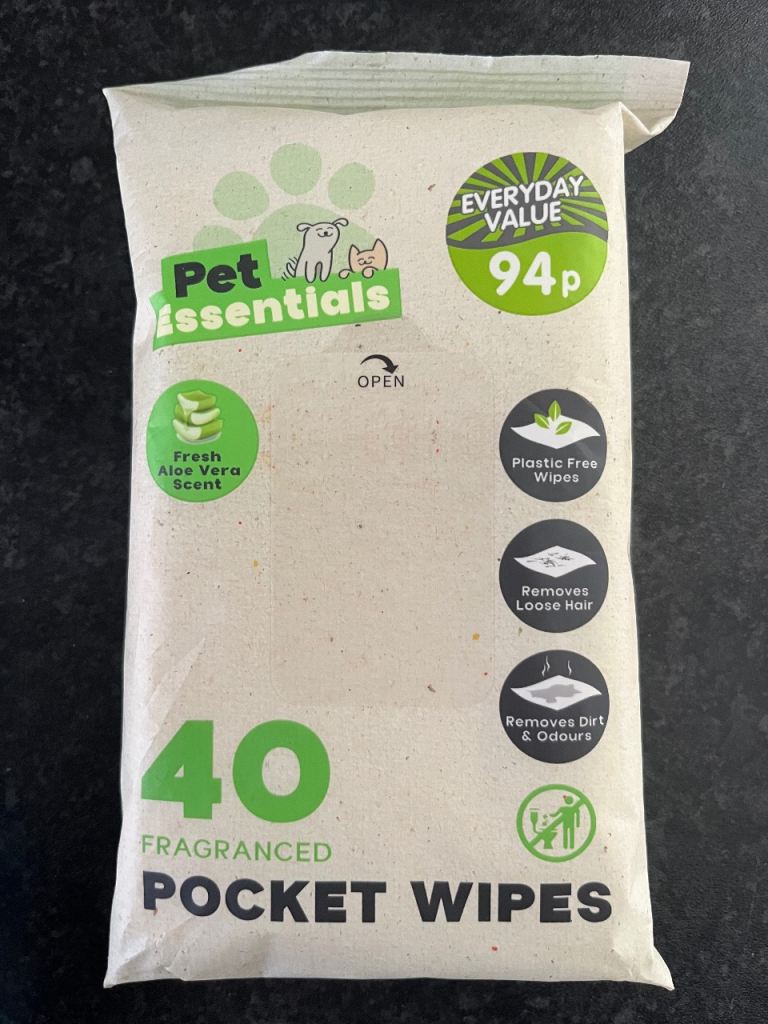 EVERYDAY
VALUE
94p
Pet
Essentials
OPEN
Fresh
Aloe Vera
Scent
Plastic Free
Wipes
Removes
Loose Hair
Removes Dirt
& Odours
40
FRAGRANCED
POCKET WIPES